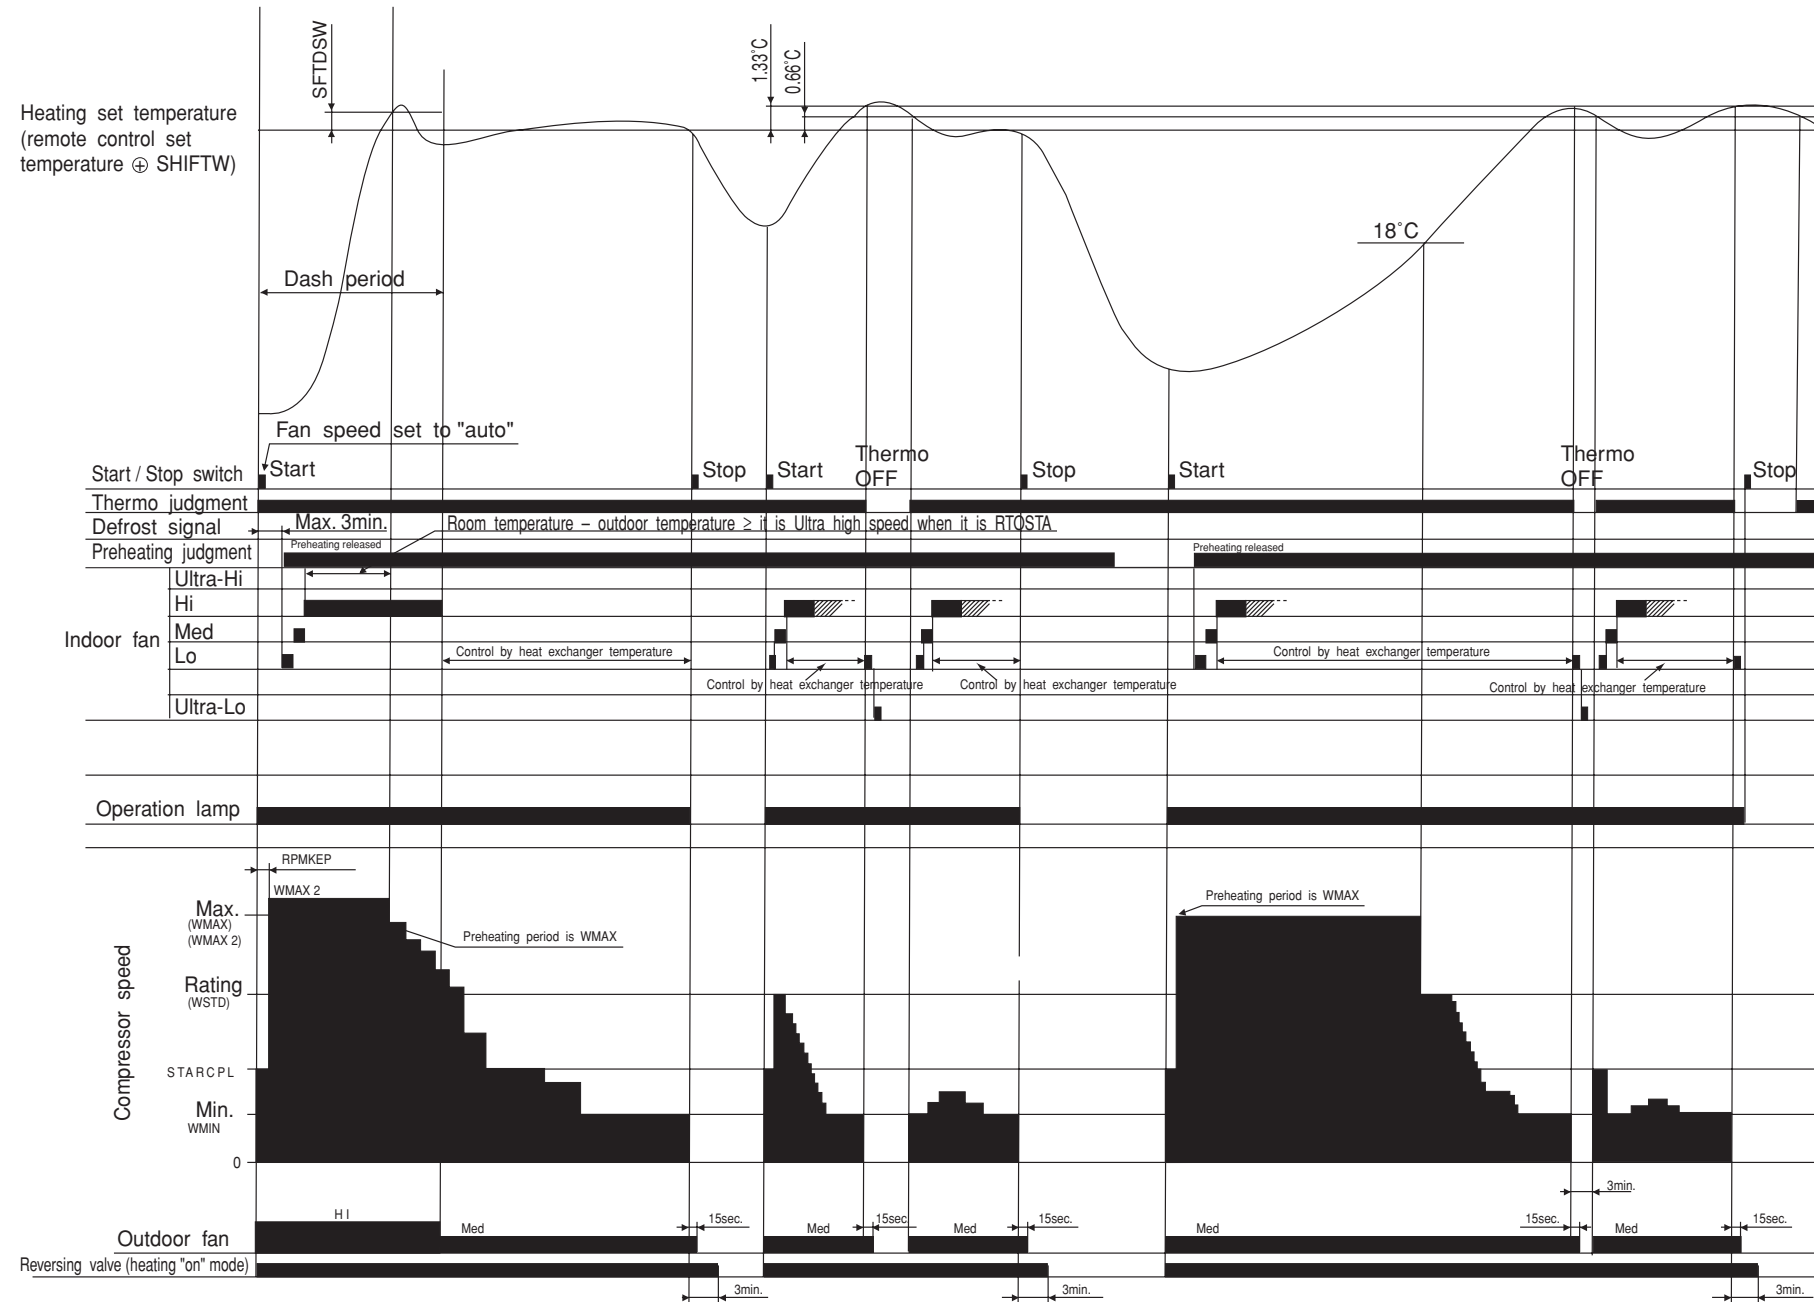 SFTDSW
1.33°C
0.66°C
Heating set temperature
(remote control set
temperature ⊕ SHIFTW)
18°C
Dash period
Fan speed set to "auto"
Start / Stop switch
Start
Stop
Start
Thermo
OFF
Stop
Start
Thermo
OFF
Stop
Thermo judgment
Defrost signal
Max. 3min.
Room temperature – outdoor temperature ≥ it is Ultra high speed when it is RTOSTA
Preheating judgment
Preheating released
Preheating released
Indoor fan
Ultra-Hi
Hi
Med
Lo
Control by heat exchanger temperature
Control by heat exchanger temperature
Control by heat exchanger temperature
Control by heat exchanger temperature
Control by heat exchanger temperature
Ultra-Lo
Operation lamp
RPMKEP
WMAX 2
Preheating period is WMAX
Preheating period is WMAX
Compressor speed
Max.
(WMAX)
(WMAX 2)
Rating
(WSTD)
STARCPL
Min.
WMIN
0
3min.
Outdoor fan
HI
Med
15sec.
Med
15sec.
Med
15sec.
Med
15sec.
Med
15sec.
Reversing valve (heating "on" mode)
3min.
3min.
3min.